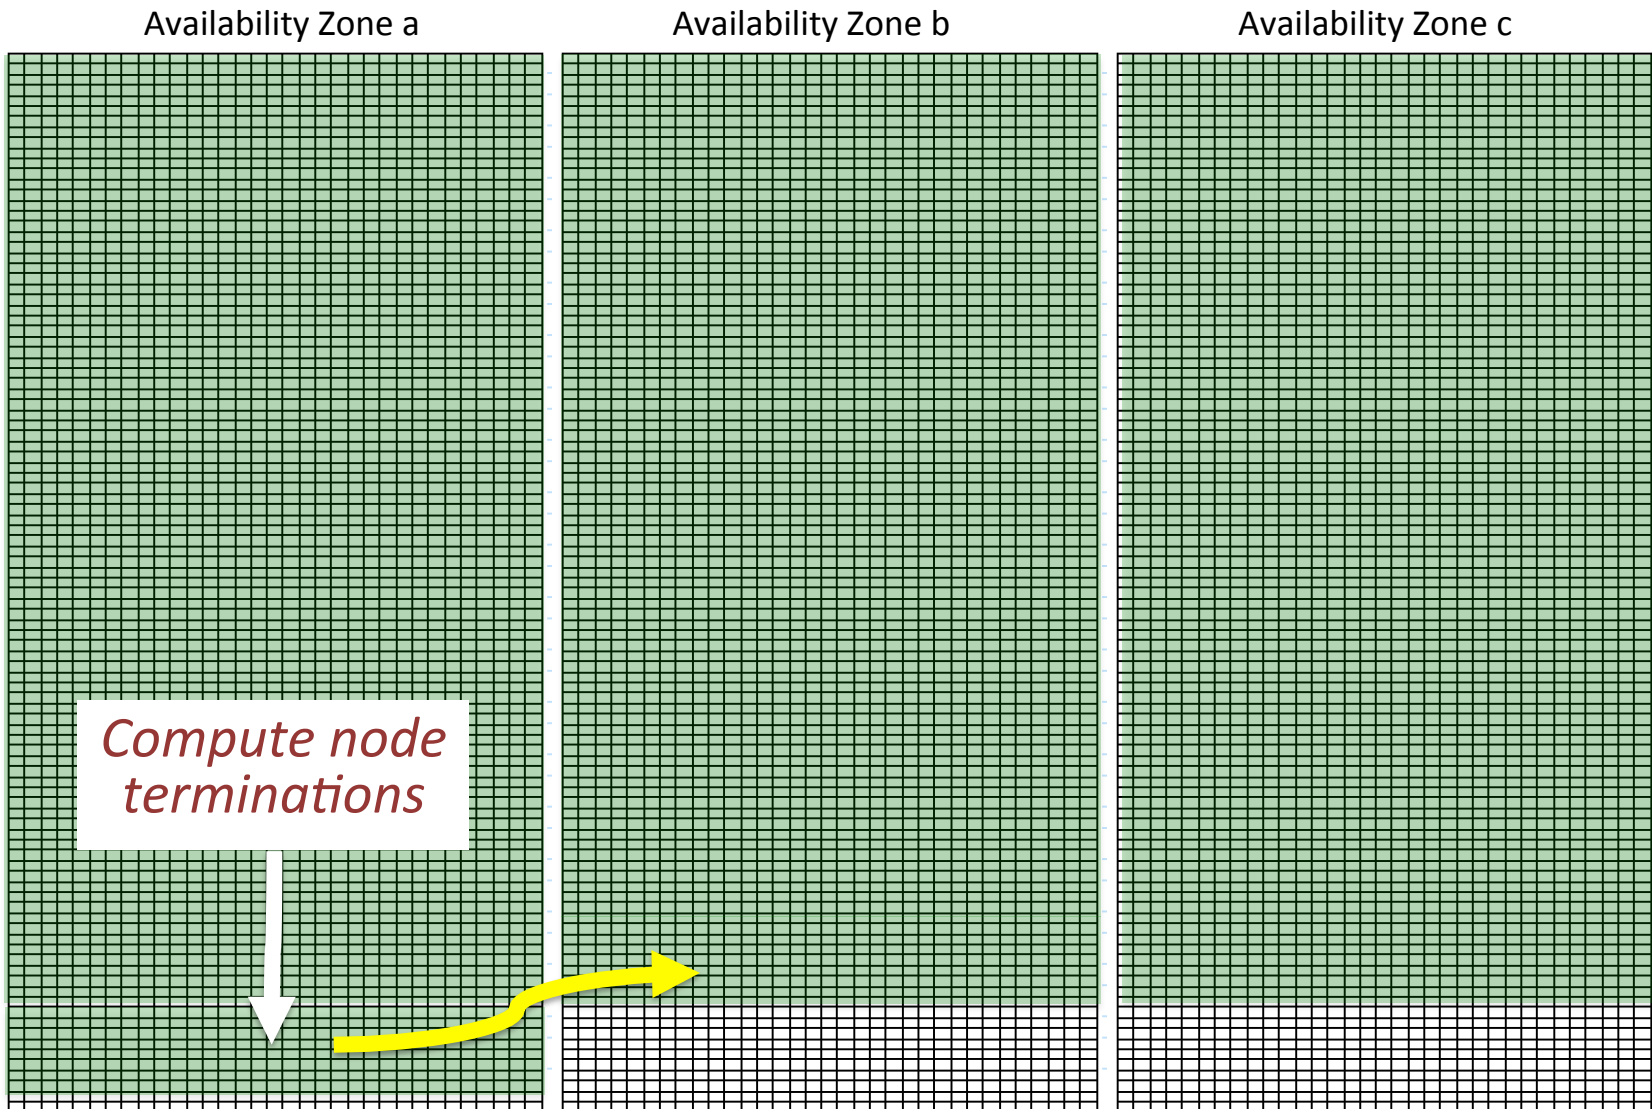 Availability Zone a
Availability Zone b
Availability Zone c
Compute node
terminations